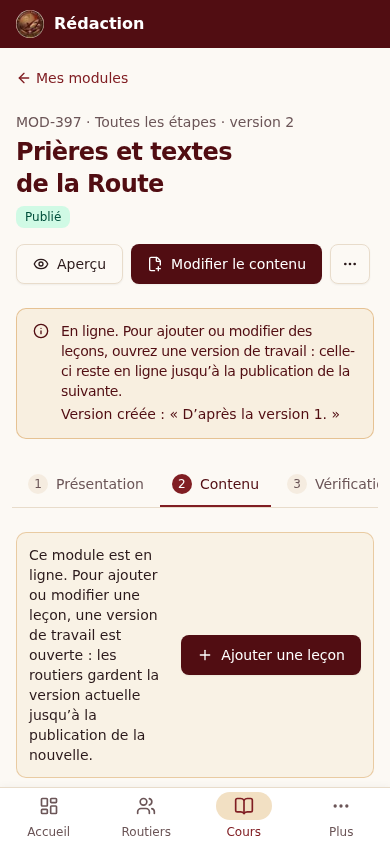 Rédaction
← Mes modules
MOD-397 · Toutes les étapes · version 2
Prières et textes
de la Route
Publié
Aperçu
Modifier le contenu
En ligne. Pour ajouter ou modifier des
leçons, ouvrez une version de travail : celle-
ci reste en ligne jusqu’à la publication de la
suivante.
Version créée : « D’après la version 1. »
1 Présentation
2 Contenu
3 Vérificatio
Ce module est en
ligne. Pour ajouter
ou modifier une
leçon, une version
de travail est
ouverte : les
routiers gardent la
version actuelle
jusqu’à la
publication de la
nouvelle.
+ Ajouter une leçon
Accueil
Routiers
Cours
Plus